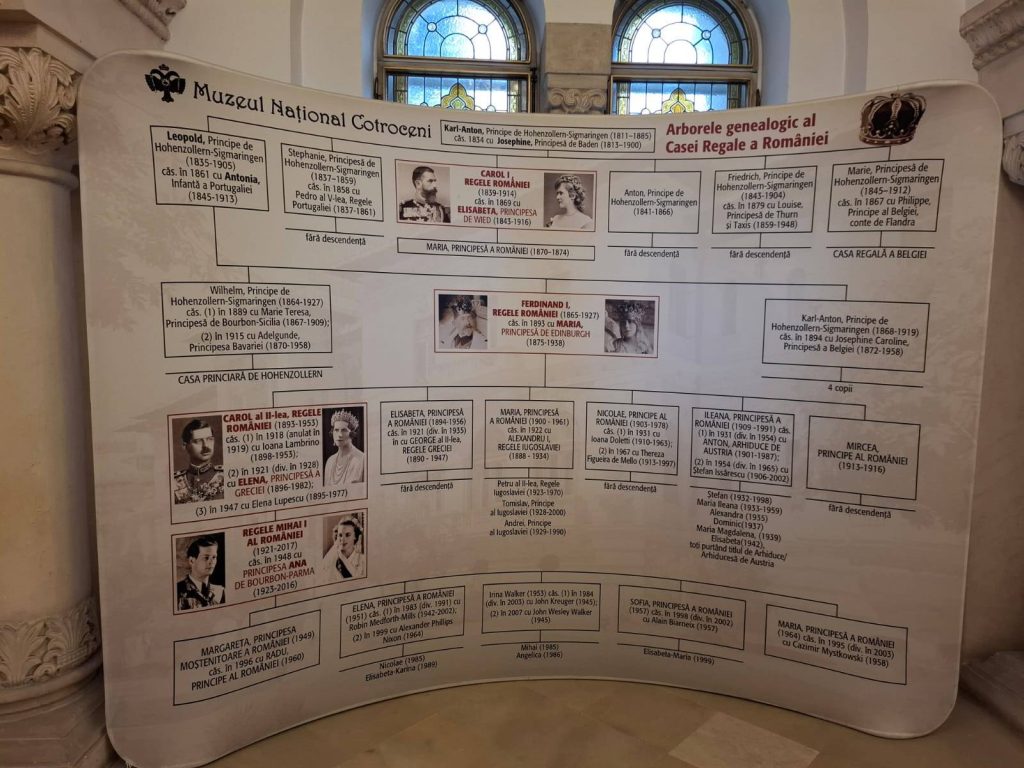 Muzeul Național Cotroceni
Karl-Anton, Principe de Hohenzollern-Sigmaringen (1811–1885)
căs. 1834 cu Josephine, Principesă de Baden (1813–1900)
Arborele genealogic al
Casei Regale a României
Leopold, Principe de
Hohenzollern-Sigmaringen
(1835-1905)
căs. în 1861 cu Antonia,
Infantă a Portugaliei
(1845-1913)
Stephanie, Principesă de
Hohenzollern-Sigmaringen
(1837–1859)
căs. în 1858 cu
Pedro al V-lea, Regele
Portugaliei (1837-1861)
fără descendență
CAROL I,
REGELE ROMÂNIEI
(1839-1914)
căs. în 1869 cu
ELISABETA, PRINCIPESA
DE WIED (1843-1916)
MARIA, PRINCIPESĂ A ROMÂNIEI (1870–1874)
Anton, Principe de
Hohenzollern-Sigmaringen
(1841-1866)
fără descendență
Friedrich, Principe de
Hohenzollern-Sigmaringen
(1843-1904)
căs. în 1879 cu Louise,
Principesă de Thurn
și Taxis (1859-1948)
fără descendență
Marie, Principesă de
Hohenzollern-Sigmaringen
(1845–1912)
căs. în 1867 cu Philippe,
Principe al Belgiei,
conte de Flandra
CASA REGALĂ A BELGIEI
Wilhelm, Principe de
Hohenzollern-Sigmaringen (1864-1927)
căs. (1) în 1889 cu Marie Teresa,
Principesă de Bourbon-Sicilia (1867-1909);
(2) în 1915 cu Adelgunde,
Principesa Bavariei (1870-1958)
CASA PRINCIARĂ DE HOHENZOLLERN
FERDINAND I,
REGELE ROMÂNIEI (1865-1927)
căs. în 1893 cu MARIA,
PRINCIPESĂ DE EDINBURGH
(1875-1938)
Karl-Anton, Principe de
Hohenzollern-Sigmaringen (1868-1919)
căs. în 1894 cu Josephine Caroline,
Principesă a Belgiei (1872-1958)
4 copii
CAROL al II-lea, REGELE
ROMÂNIEI (1893-1953)
căs. (1) în 1918 (anulat în
1919) cu Ioana Lambrino
(1898-1953);
(2) în 1921 (div. în 1928)
cu ELENA, PRINCIPESĂ A
GRECIEI (1896-1982);
(3) în 1947 cu Elena Lupescu (1895-1977)
ELISABETA, PRINCIPESĂ
A ROMÂNIEI (1894-1956)
căs. în 1921 (div. în 1935)
în cu GEORGE al II-lea,
REGELE GRECIEI
(1890 - 1947)
fără descendență
MARIA, PRINCIPESĂ
A ROMÂNIEI (1900 - 1961)
căs. în 1922 cu
ALEXANDRU I,
REGELE IUGOSLAVIEI
(1888 - 1934)
Petru al II-lea, Regele
Iugoslaviei (1923-1970)
Tomislav, Principe
al Iugoslaviei (1928-2000)
Andrei, Principe
al Iugoslaviei (1929-1990)
NICOLAE, PRINCIPE AL
ROMÂNIEI (1903-1978)
căs. (1) în 1931 cu
Ioana Doletti (1910-1963);
(2) în 1967 cu Thereza
Figueira de Mello (1913-1997)
fără descendență
ILEANA, PRINCIPESĂ A
ROMÂNIEI (1909 -1991) căs.
(1) în 1931 (div. în 1954) cu
ANTON, ARHIDUCE DE
AUSTRIA (1901-1987);
(2) în 1954 (div. în 1965) cu
Ștefan Issărescu (1906-2002)
Ștefan (1932-1998)
Maria Ileana (1933-1959)
Alexandra (1935)
Dominic(1937)
Maria Magdalena, (1939)
Elisabeta(1942),
toți purtând titlul de Arhiduce/
Arhiducesă de Austria
MIRCEA,
PRINCIPE AL ROMÂNIEI
(1913-1916)
fără descendență
REGELE MIHAI I
AL ROMÂNIEI
(1921-2017)
căs. în 1948 cu
PRINCIPESA ANA
DE BOURBON-PARMA
(1923-2016)
MARGARETA, PRINCIPESA
MOȘTENITOARE A ROMÂNIEI (1949)
căs. în 1996 cu RADU,
PRINCIPE AL ROMÂNIEI (1960)
ELENA, PRINCIPESĂ A ROMÂNIEI
(1951) căs. (1) în 1983 (div. 1991) cu
Robin Medforth-Mills (1942-2002);
(2) în 1999 cu Alexander Phillips
Nixon (1964)
Nicolae (1985)
Elisabeta-Karina (1989)
Irina Walker (1953) căs. (1) în 1984
(div. în 2003) cu John Kreuger (1945);
(2) în 2007 cu John Wesley Walker
(1945)
Mihai (1985)
Angelica (1986)
SOFIA, PRINCIPESĂ A ROMÂNIEI
(1957) căs. în 1998 (div. în 2002)
cu Alain Biarneix (1957)
Elisabeta-Maria (1999)
MARIA, PRINCIPESĂ A ROMÂNIEI
(1964) căs. în 1995 (div. în 2003)
cu Cazimir Mystkowski (1958)